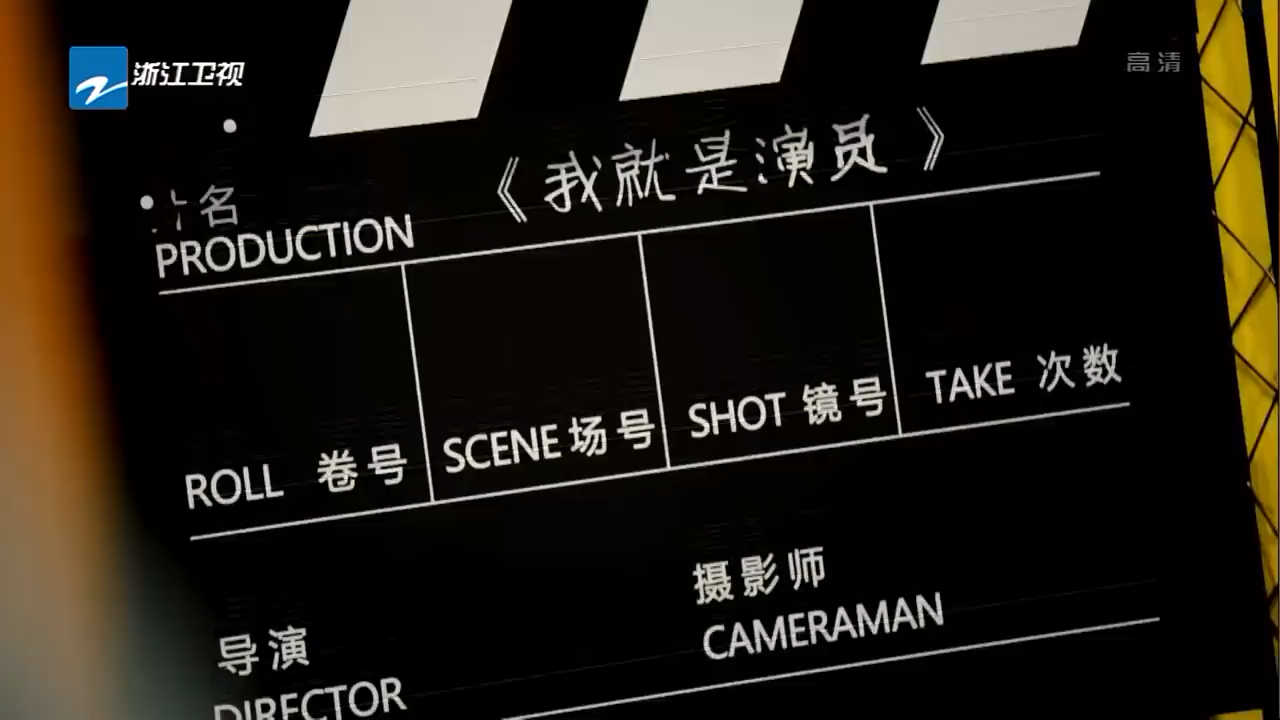 浙江卫视
高清
《我就是演员》
名
PRODUCTION
ROLL 卷号
SCENE 场号
SHOT 镜号
TAKE 次数
导演
DIRECTOR
摄影师
CAMERAMAN